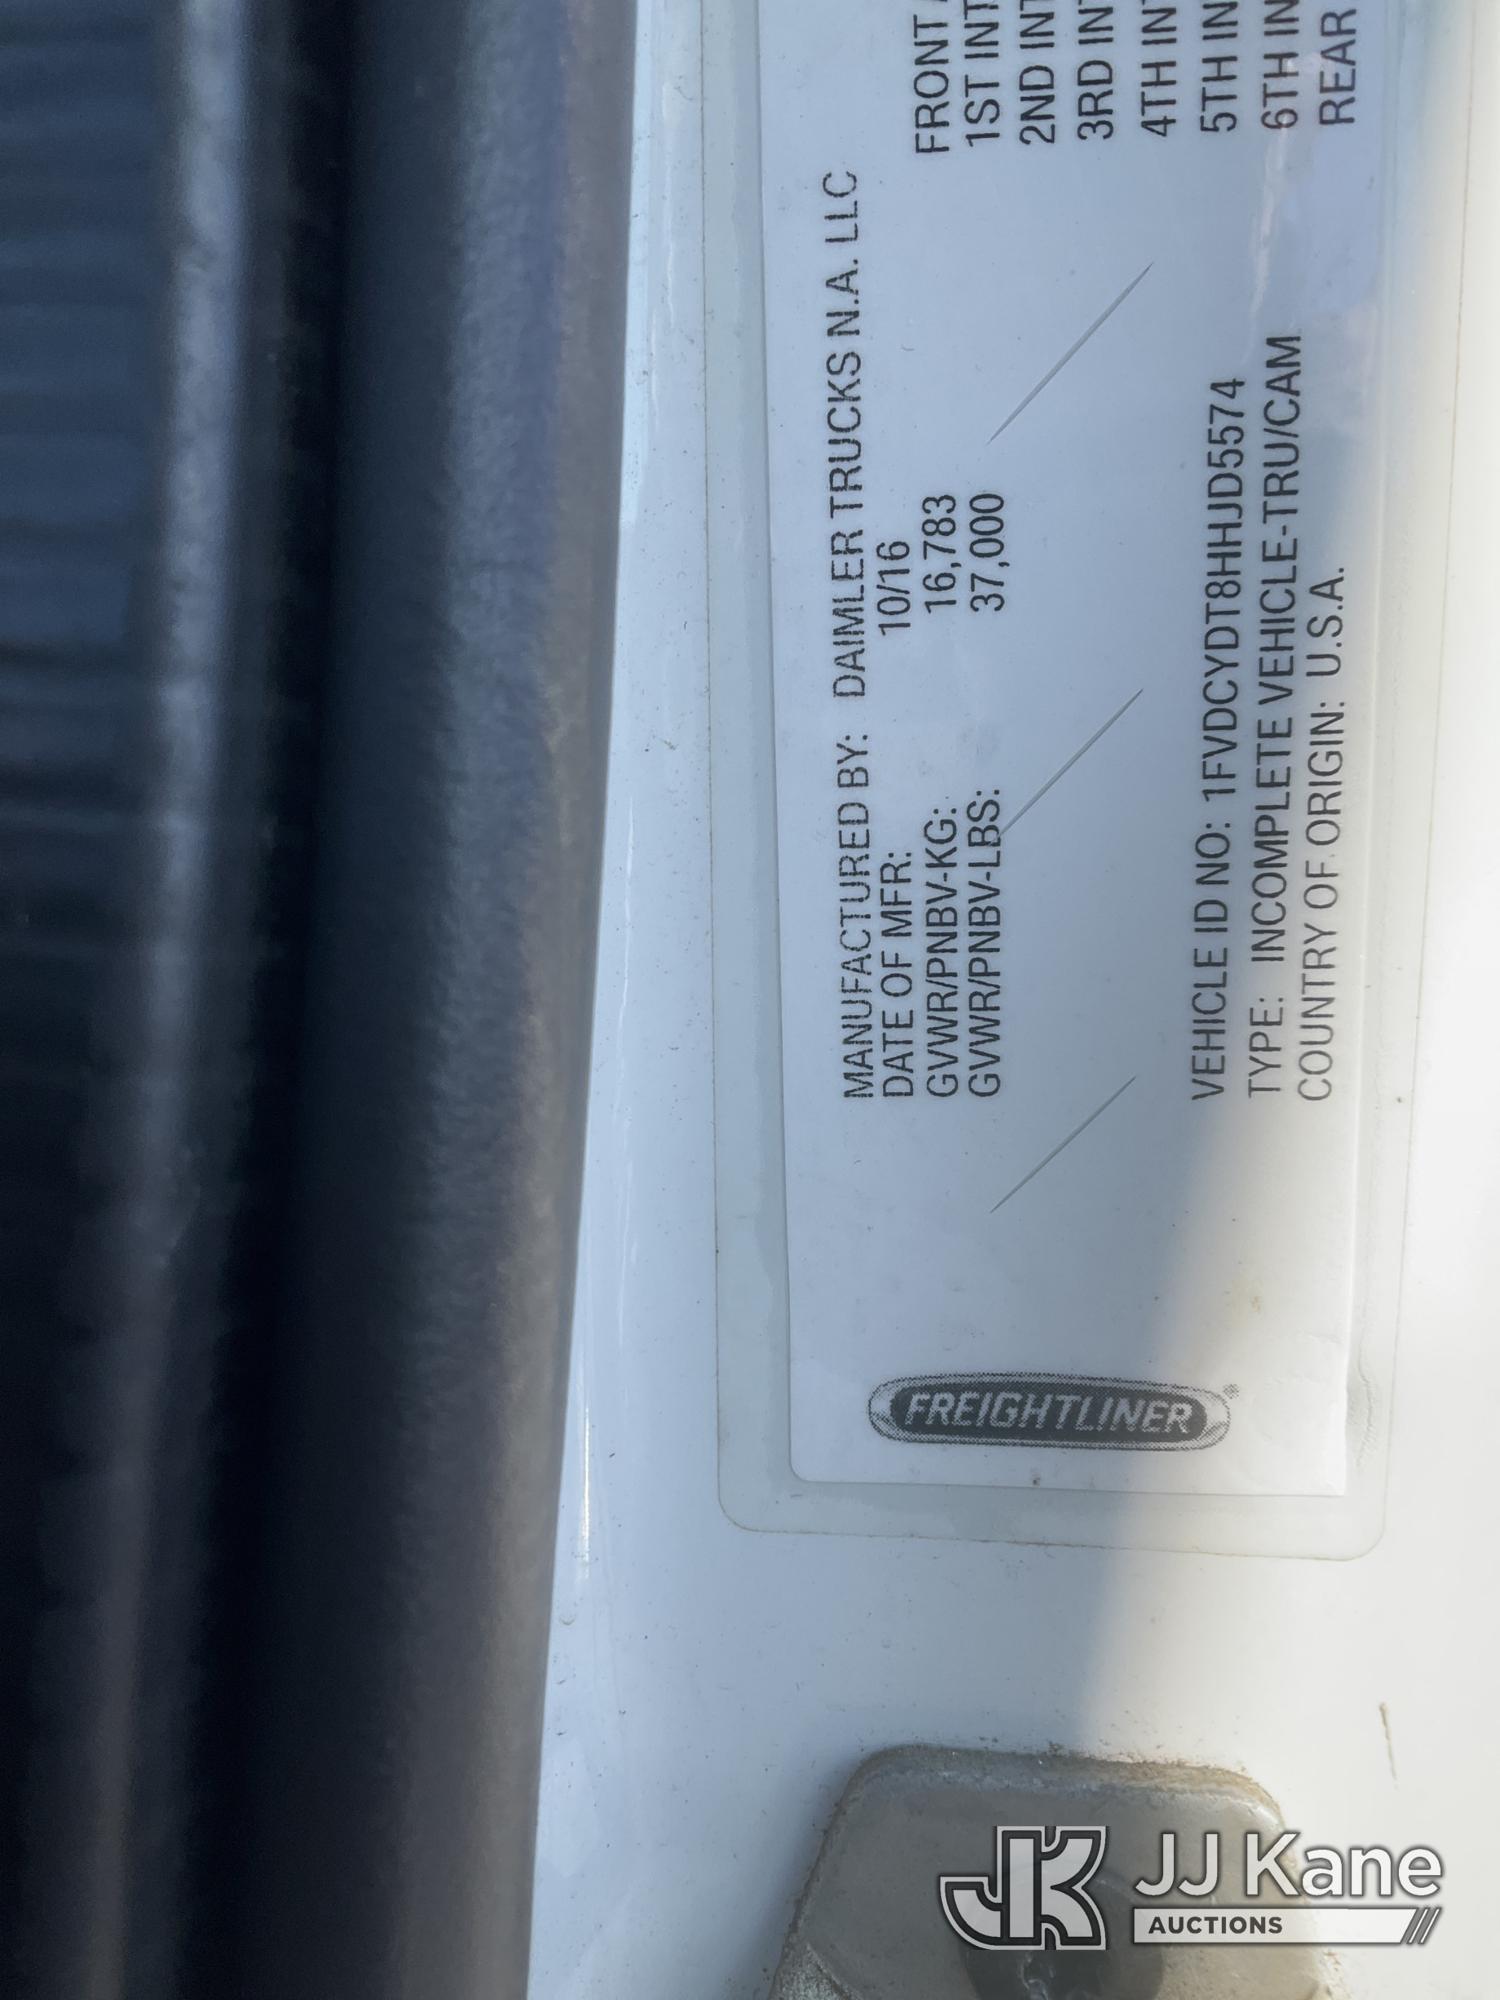 FREIGHTLINER®
MANUFACTURED BY: DAIMLER TRUCKS N.A. LLC
DATE OF MFR: 10/16
GVWR/PNBV-KG: 16,783
GVWR/PNBV-LBS: 37,000
VEHICLE ID NO: 1FVDCYDT8HHJD5574
TYPE: INCOMPLETE VEHICLE-TRU/CAM
COUNTRY OF ORIGIN: U.S.A.
FRONT
1ST INT
2ND INT
3RD INT
4TH INT
5TH IN
6TH IN
REAR
JK JJ Kane
AUCTIONS